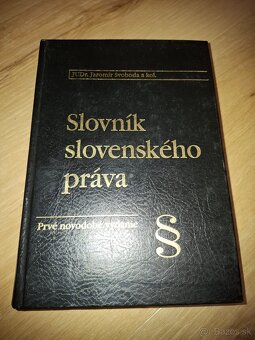 JUDr. Jaromír Svoboda a kol.
Slovník
slovenského
práva
Prvé novodobé vydanie
§